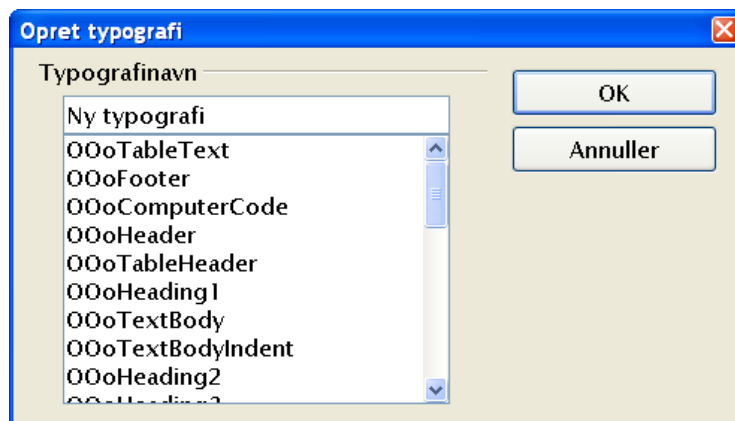 Opret typografi
Typografinavn
OK
Ny typografi
Annuller
OOoTableText
OOoFooter
OOoComputerCode
OOoHeader
OOoTableHeader
OOoHeading1
OOoTextBody
OOoTextBodyIndent
OOoHeading2